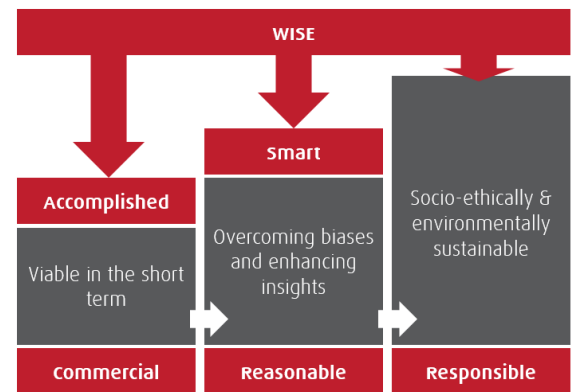 WISE
Smart
Accomplished
Socio-ethically &
environmentally
sustainable
Overcoming biases
and enhancing
insights
Viable in the short
term
Commercial
Reasonable
Responsible